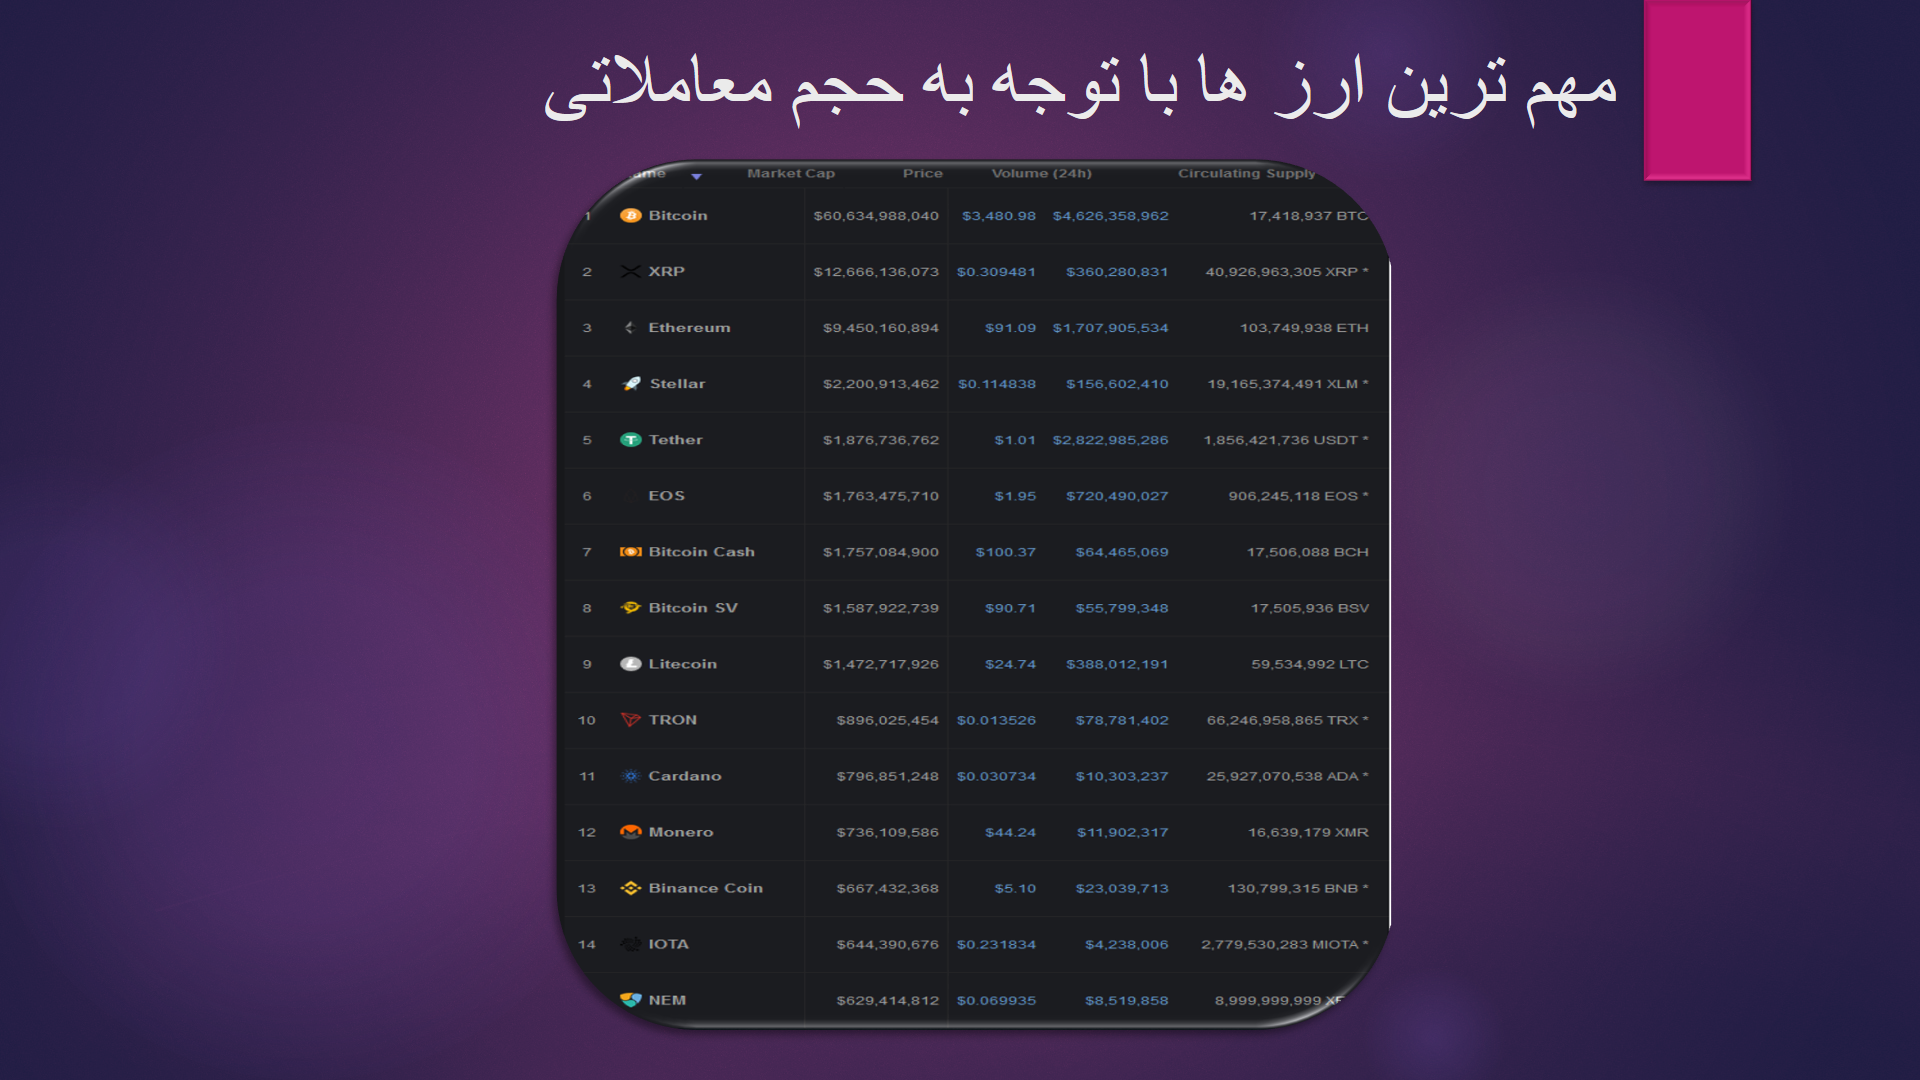 مهم ترین ارز ها با توجه به حجم معاملاتی
Market Cap Price Volume (24h) Circulating Supply
1 Bitcoin $60,634,988,040 $3,480.98 $4,626,358,962 17,418,937 BTC
2 XRP $12,666,136,073 $0.309481 $360,280,831 40,926,963,305 XRP *
3 Ethereum $9,450,160,894 $91.09 $1,707,905,534 103,749,938 ETH
4 Stellar $2,200,913,462 $0.114838 $156,602,410 19,165,374,491 XLM *
5 Tether $1,876,736,762 $1.01 $2,822,985,286 1,856,421,736 USDT *
6 EOS $1,763,475,710 $1.95 $720,490,027 906,245,118 EOS *
7 Bitcoin Cash $1,757,084,900 $100.37 $64,465,069 17,506,088 BCH
8 Bitcoin SV $1,587,922,739 $90.71 $55,799,348 17,505,936 BSV
9 Litecoin $1,472,717,926 $24.74 $388,012,191 59,534,992 LTC
10 TRON $896,025,454 $0.013526 $78,781,402 66,246,958,865 TRX *
11 Cardano $796,851,248 $0.030734 $10,303,237 25,927,070,538 ADA *
12 Monero $736,109,586 $44.24 $11,902,317 16,639,179 XMR
13 Binance Coin $667,432,368 $5.10 $23,039,713 130,799,315 BNB *
14 IOTA $644,390,676 $0.231834 $4,238,006 2,779,530,283 MIOTA *
NEM $629,414,812 $0.069935 $8,519,858 8,999,999,999